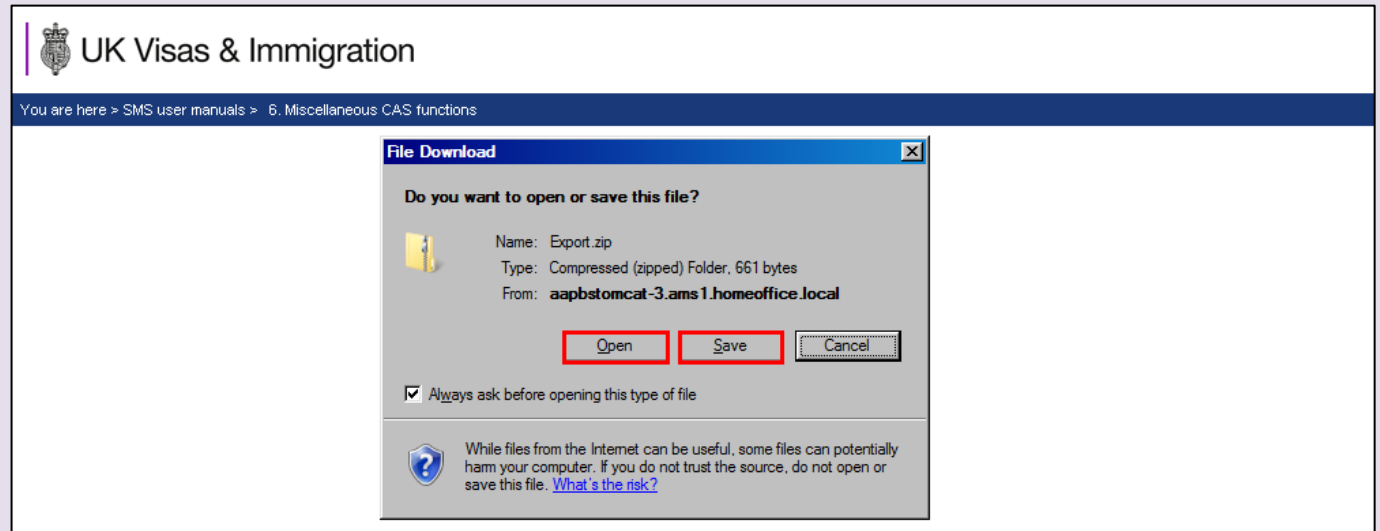 UK Visas & Immigration
You are here > SMS user manuals > 6. Miscellaneous CAS functions
File Download
Do you want to open or save this file?
Name: Export.zip
Type: Compressed (zipped) Folder, 661 bytes
From: aapbstomcat-3.ams1.homeoffice.local
Open Save Cancel
Always ask before opening this type of file
While files from the Internet can be useful, some files can potentially
harm your computer. If you do not trust the source, do not open or
save this file. What's the risk?